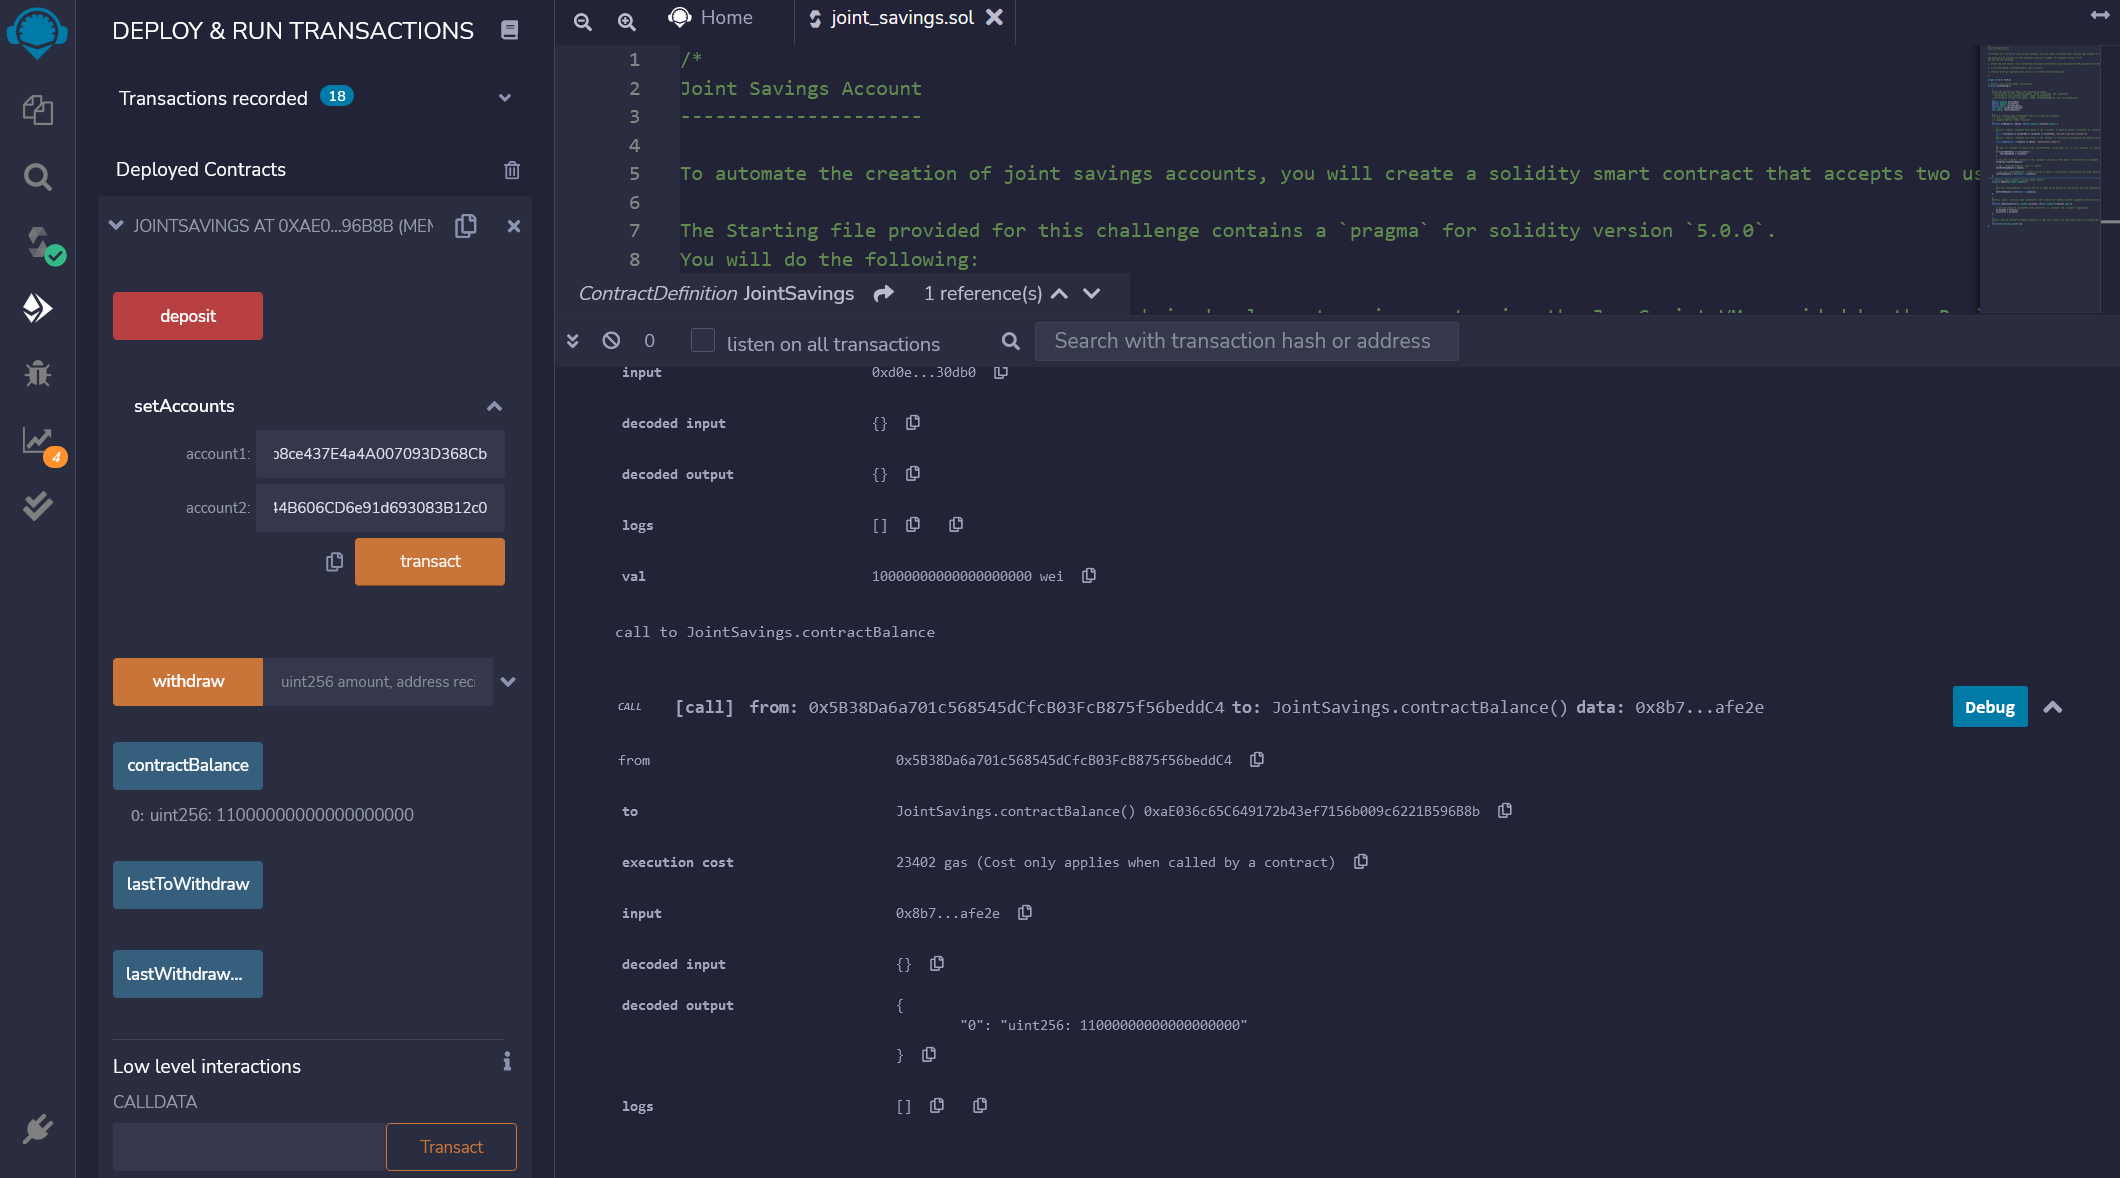 DEPLOY & RUN TRANSACTIONS
Transactions recorded 18
Deployed Contracts
JOINTSAVINGS AT 0XAE0...96B8B (MEM
deposit
setAccounts
account1: b8ce437E4a4A007093D368Cb
account2: 44B606CD6e91d693083B12c0
transact
withdraw
uint256 amount, address reci
contractBalance
0: uint256: 11000000000000000000
lastToWithdraw
lastWithdraw...
Low level interactions
i
CALLDATA
Transact
4
Home
joint_savings.sol
1 /*
2 Joint Savings Account
3 ---------------------
4
5 To automate the creation of joint savings accounts, you will create a solidity smart contract that accepts two us
6
7 The Starting file provided for this challenge contains a `pragma` for solidity version `5.0.0`.
8 You will do the following:
ContractDefinition JointSavings 1 reference(s)
0 listen on all transactions
Search with transaction hash or address
input 0xd0e...30db0
decoded input {}
decoded output {}
logs []
val 10000000000000000000 wei
call to JointSavings.contractBalance
CALL [call] from: 0x5B38Da6a701c568545dCfcB03FcB875f56beddC4 to: JointSavings.contractBalance() data: 0x8b7...afe2e
Debug
from 0x5B38Da6a701c568545dCfcB03FcB875f56beddC4
to JointSavings.contractBalance() 0xaE036c65C649172b43ef7156b009c6221B596B8b
execution cost 23402 gas (Cost only applies when called by a contract)
input 0x8b7...afe2e
decoded input {}
decoded output {
"0": "uint256: 11000000000000000000"
}
logs []